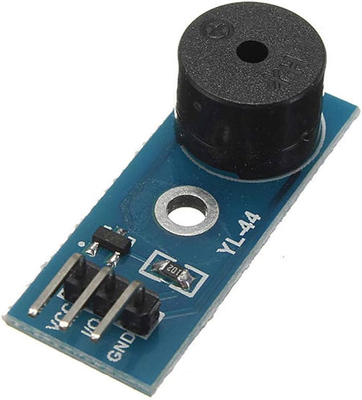 YL-44
VCC
I/O
GND